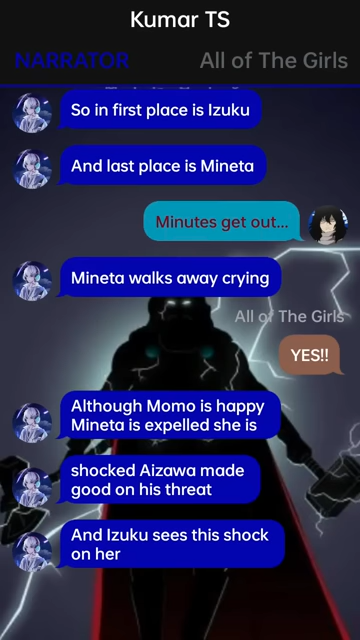 Kumar TS
NARRATOR
All of The Girls
So in first place is Izuku
And last place is Mineta
Minutes get out...
Mineta walks away crying
All of The Girls
YES!!
Although Momo is happy
Mineta is expelled she is
shocked Aizawa made
good on his threat
And Izuku sees this shock
on her